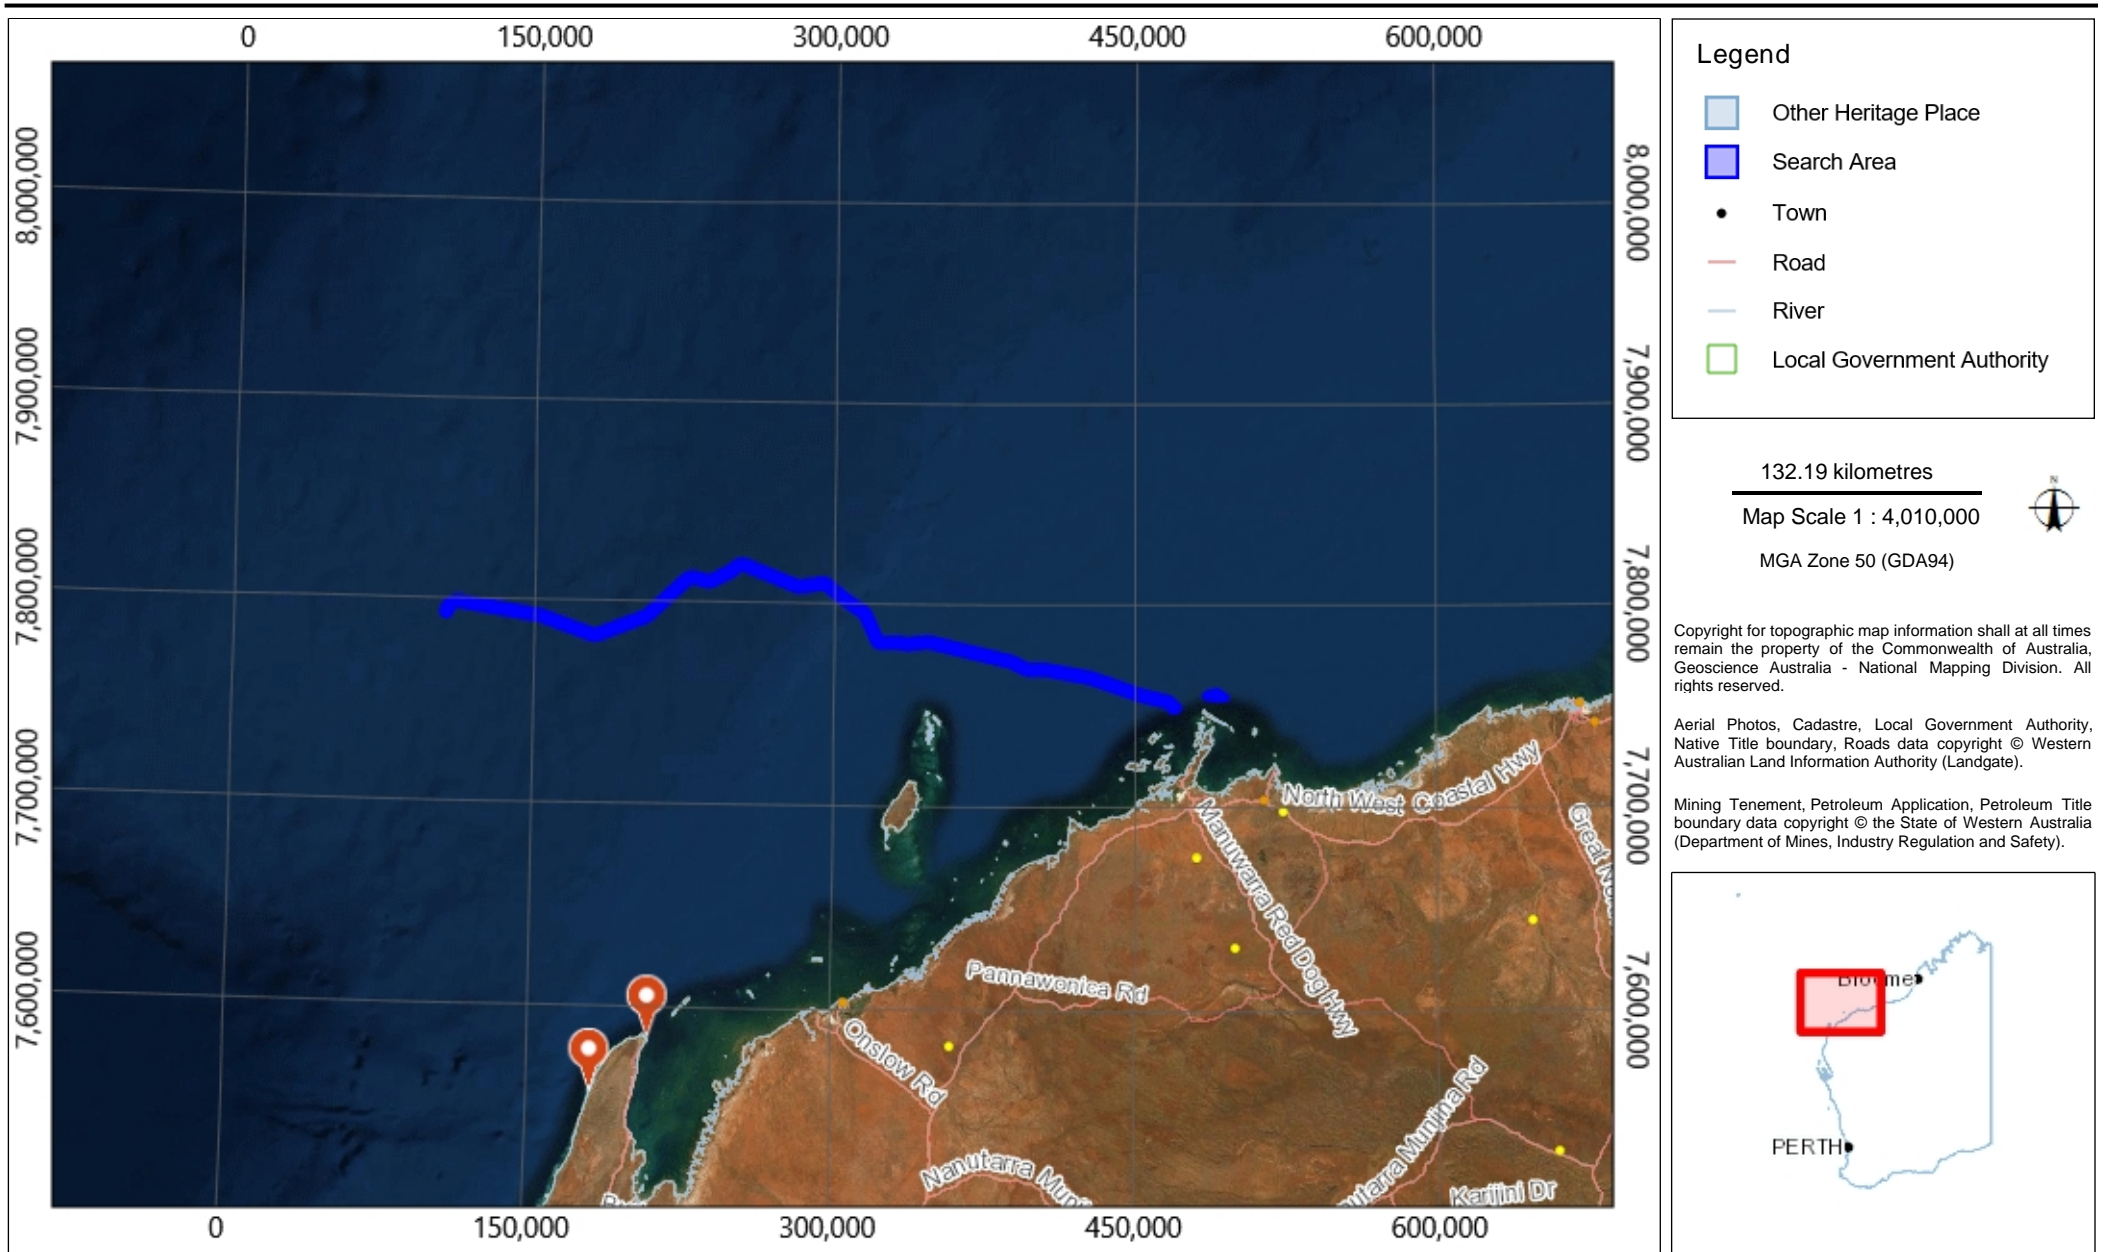 0 150,000 300,000 450,000 600,000
8,000,000
7,900,000
7,800,000
7,700,000
7,600,000
8,000,000
7,900,000
7,800,000
7,700,000
7,600,000
North West Coastal Hwy
Great
Manuwarra Red Dog Hwy
Pannawonica Rd
Onslow Rd
Nanutarra Mun
utarra Munjina Rd
Karijini Dr
0 150,000 300,000 450,000 600,000
Legend
Other Heritage Place
Search Area
Town
Road
River
Local Government Authority
132.19 kilometres
N
Map Scale 1 : 4,010,000
MGA Zone 50 (GDA94)
Copyright for topographic map information shall at all times
remain the property of the Commonwealth of Australia,
Geoscience Australia - National Mapping Division. All
rights reserved.
Aerial Photos, Cadastre, Local Government Authority,
Native Title boundary, Roads data copyright © Western
Australian Land Information Authority (Landgate).
Mining Tenement, Petroleum Application, Petroleum Title
boundary data copyright © the State of Western Australia
(Department of Mines, Industry Regulation and Safety).
Broome
PERTH